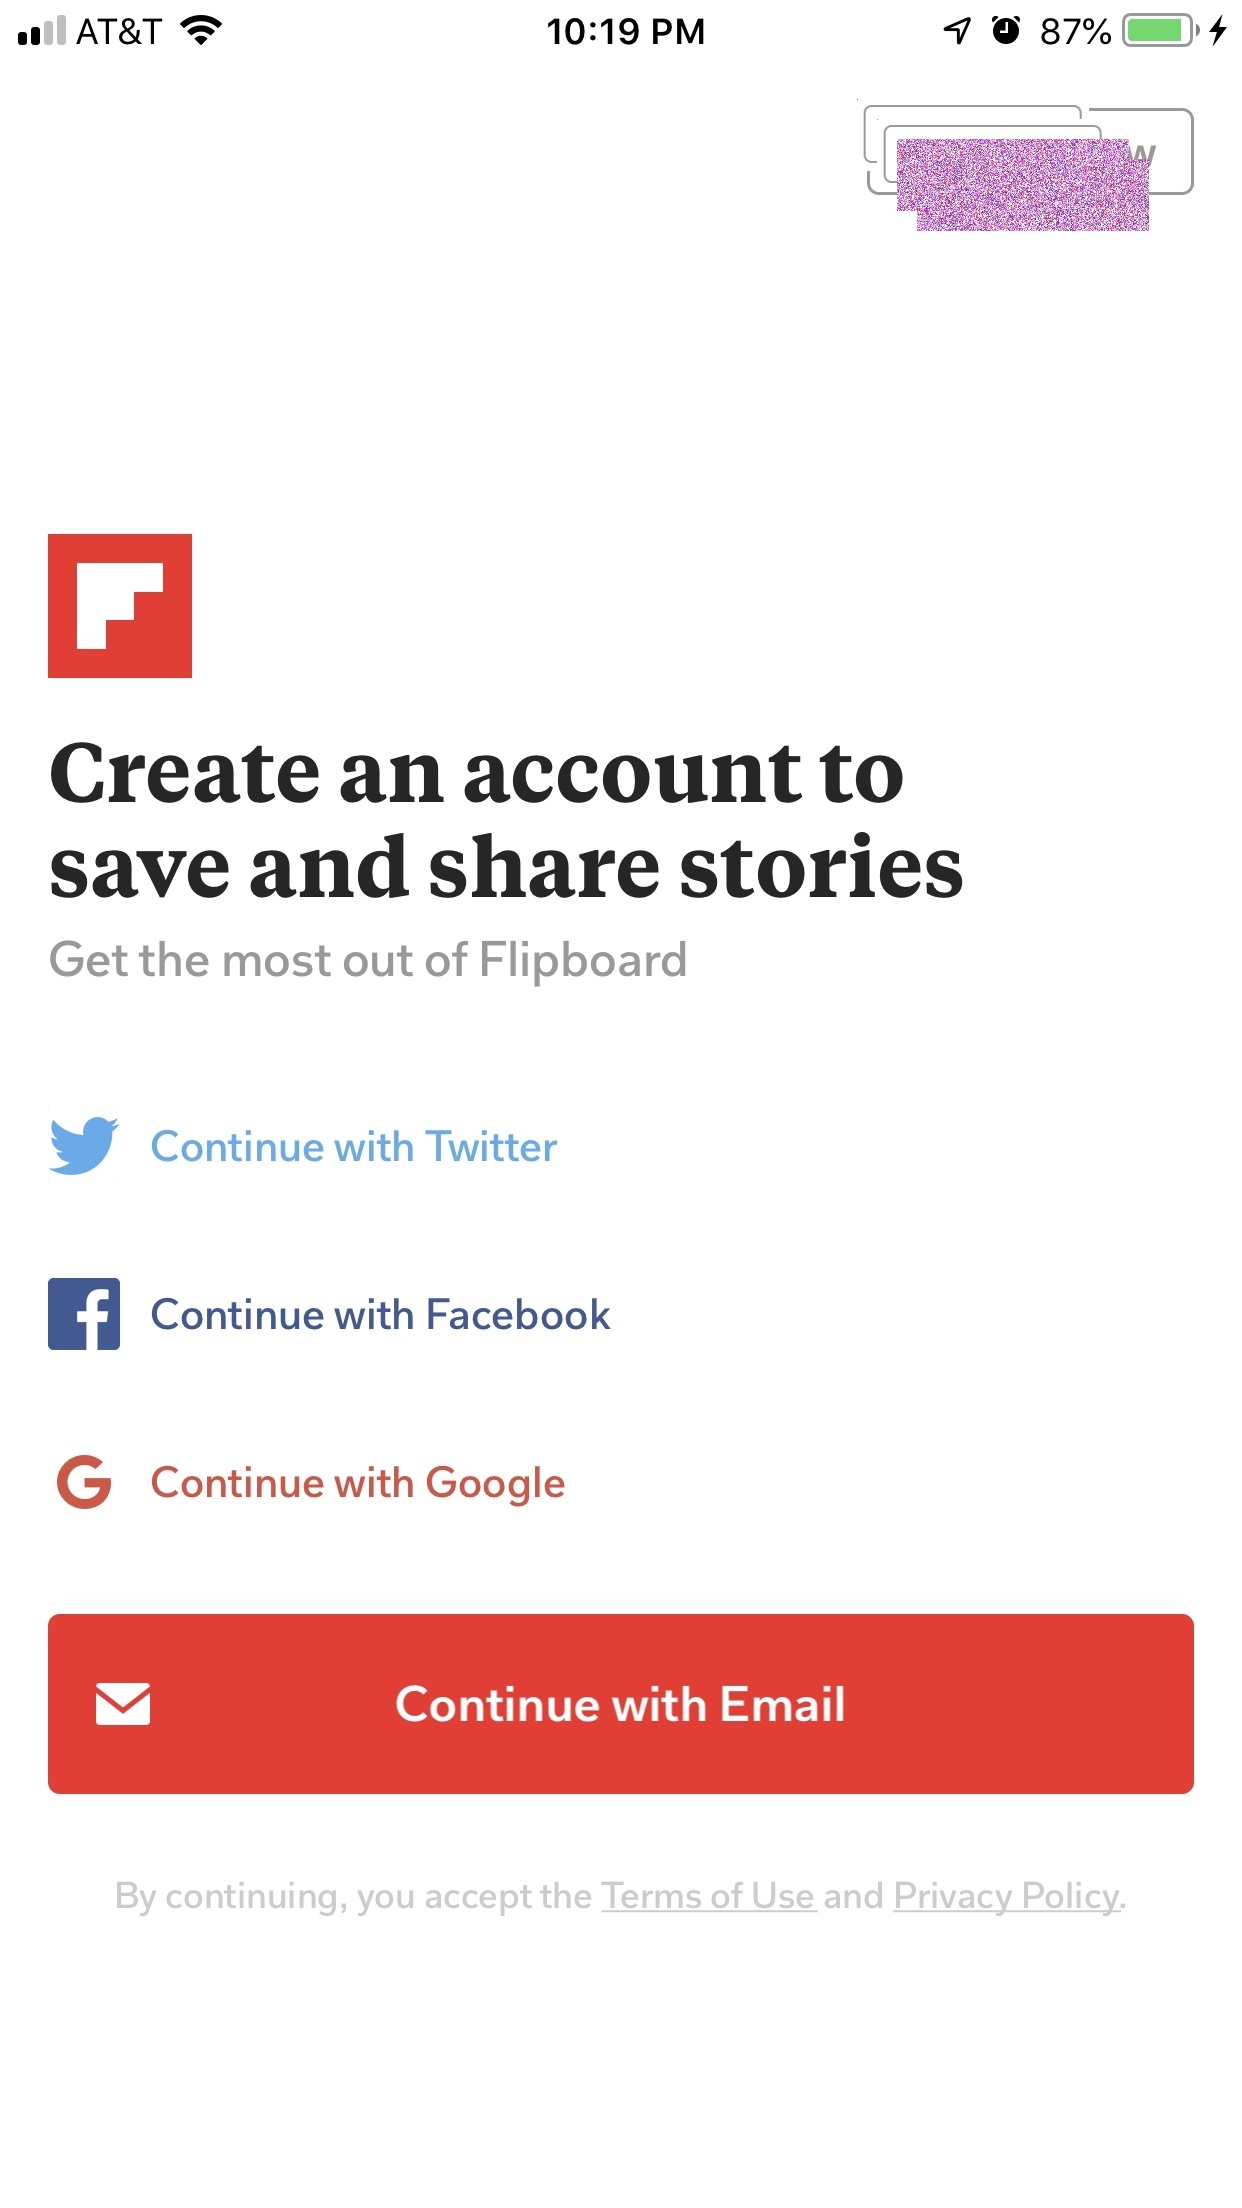 AT&T
10:19 PM
87%
Create an account to
save and share stories
Get the most out of Flipboard
Continue with Twitter
Continue with Facebook
Continue with Google
Continue with Email
By continuing, you accept the Terms of Use and Privacy Policy.